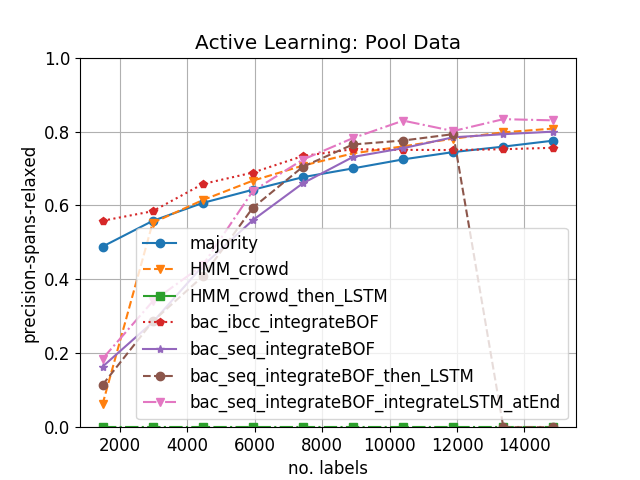 Active Learning: Pool Data
precision-spans-relaxed
1.0
0.8
0.6
0.4
0.2
0.0
majority
HMM_crowd
HMM_crowd_then_LSTM
bac_ibcc_integrateBOF
bac_seq_integrateBOF
bac_seq_integrateBOF_then_LSTM
bac_seq_integrateBOF_integrateLSTM_atEnd
2000 4000 6000 8000 10000 12000 14000
no. labels